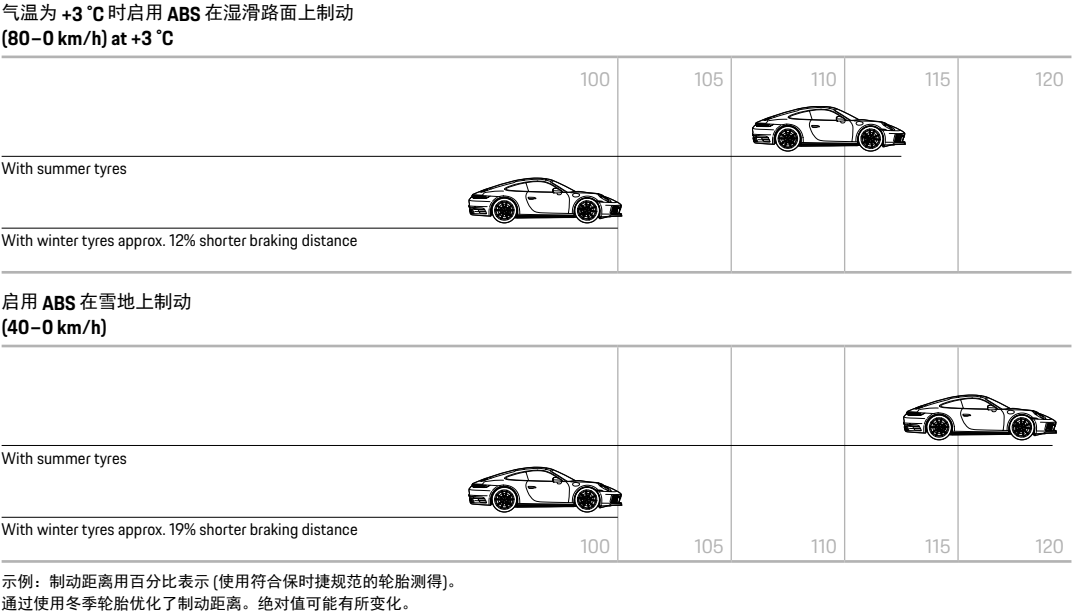 气温为 +3 °C 时启用 ABS 在湿滑路面上制动
(80–0 km/h) at +3 °C
100 105 110 115 120
With summer tyres
With winter tyres approx. 12% shorter braking distance
启用 ABS 在雪地上制动
(40–0 km/h)
With summer tyres
With winter tyres approx. 19% shorter braking distance
100 105 110 115 120
示例：制动距离用百分比表示 (使用符合保时捷规范的轮胎测得)。
通过使用冬季轮胎优化了制动距离。绝对值可能有所变化。